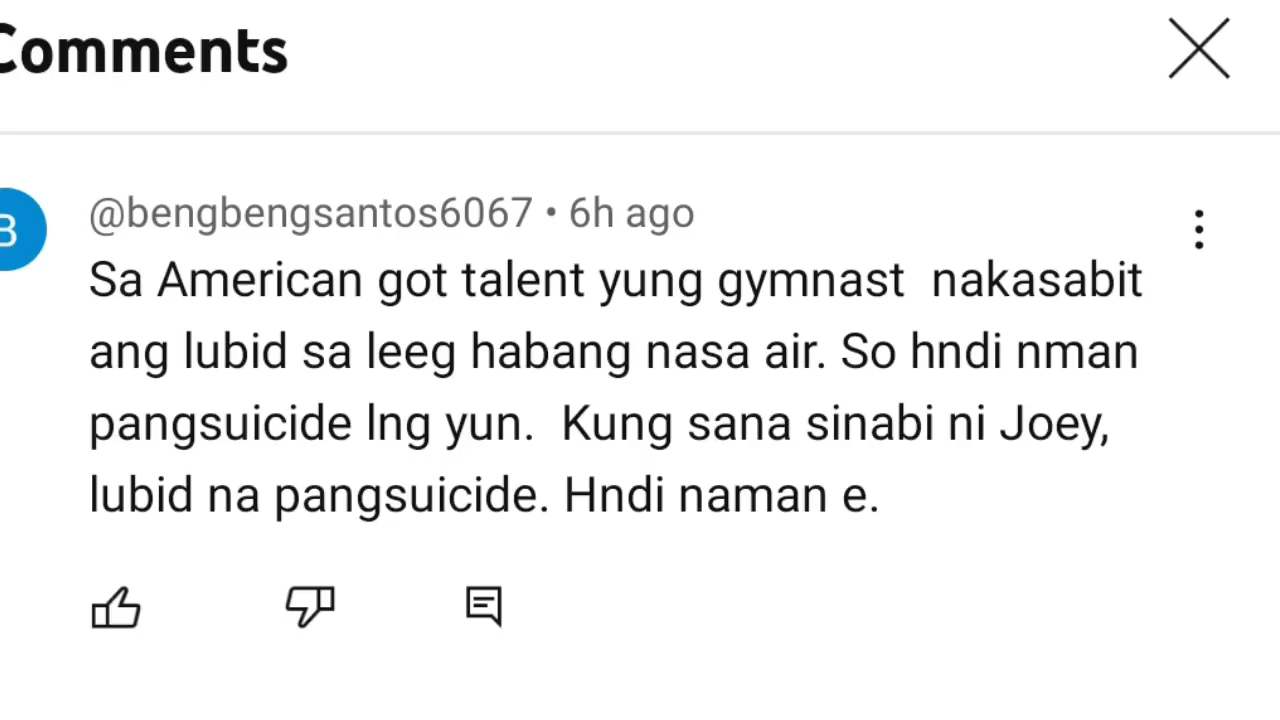 Comments
B
@bengbengsantos6067 • 6h ago
Sa American got talent yung gymnast  nakasabit
ang lubid sa leeg habang nasa air. So hndi nman
pangsuicide lng yun.  Kung sana sinabi ni Joey,
lubid na pangsuicide. Hndi naman e.